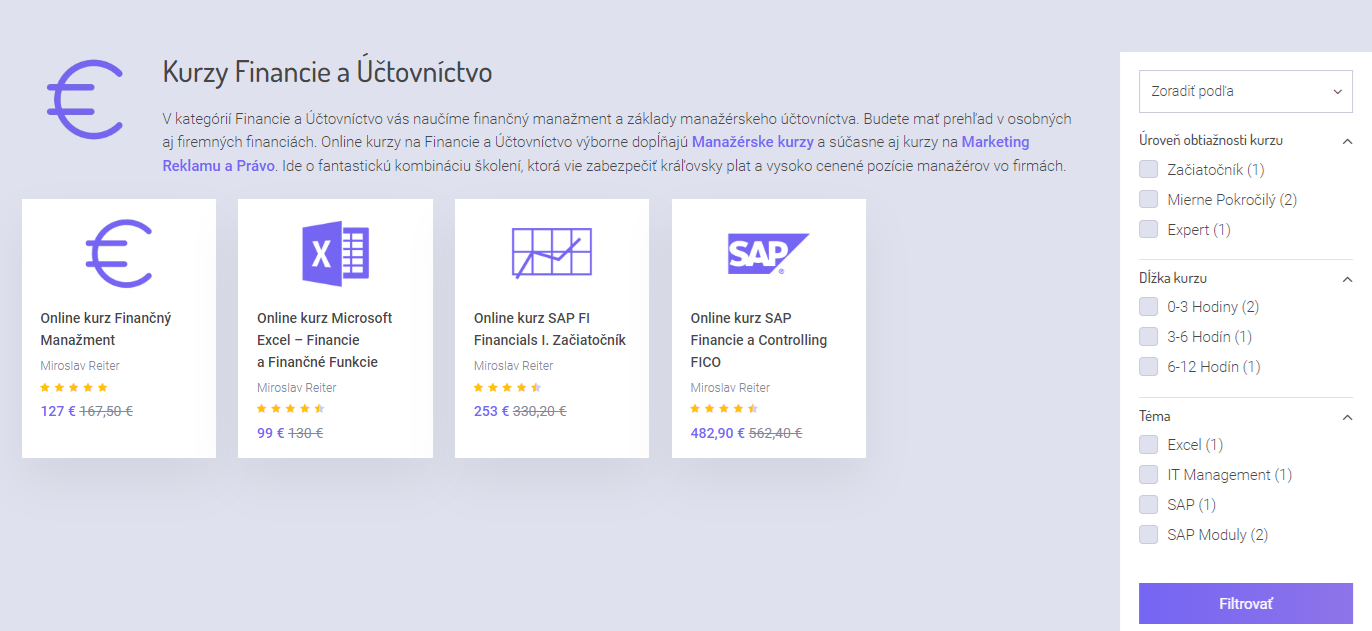 Kurzy Financie a Účtovníctvo
V kategórií Financie a Účtovníctvo vás naučíme finančný manažment a základy manažérskeho účtovníctva. Budete mať prehľad v osobných
aj firemných financiách. Online kurzy na Financie a Účtovníctvo výborne dopĺňajú Manažérske kurzy a súčasne aj kurzy na Marketing
Reklamu a Právo. Ide o fantastickú kombináciu školení, ktorá vie zabezpečiť kráľovsky plat a vysoko cenené pozície manažérov vo firmách.
Online kurz Finančný
Manažment
Miroslav Reiter
127 € 167,50 €
X
Online kurz Microsoft
Excel – Financie
a Finančné Funkcie
Miroslav Reiter
99 € 130 €
Online kurz SAP FI
Financials I. Začiatočník
Miroslav Reiter
253 € 330,20 €
SAP®
Online kurz SAP
Financie a Controlling
FICO
Miroslav Reiter
482,90 € 562,40 €
Zoradiť podľa
Úroveň obtiažnosti kurzu
Začiatočník (1)
Mierne Pokročilý (2)
Expert (1)
Dĺžka kurzu
0-3 Hodiny (2)
3-6 Hodín (1)
6-12 Hodín (1)
Téma
Excel (1)
IT Management (1)
SAP (1)
SAP Moduly (2)
Filtrovať